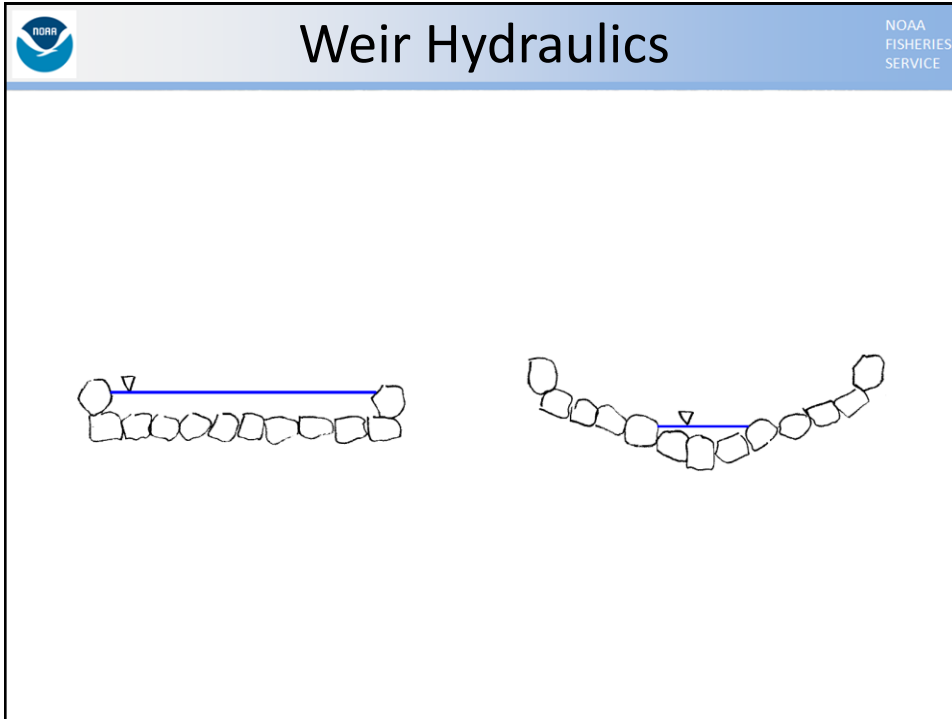 NOAA
Weir Hydraulics
NOAA
FISHERIES
SERVICE